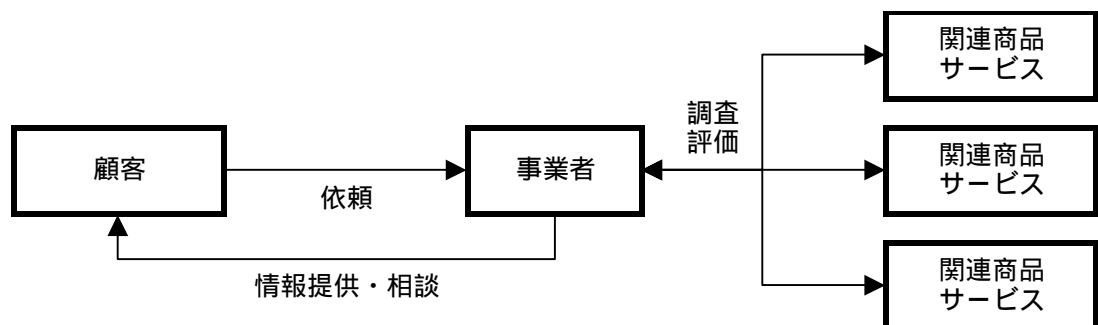 関連商品
サービス
調査
評価
顧客
事業者
関連商品
サービス
依頼
情報提供・相談
関連商品
サービス